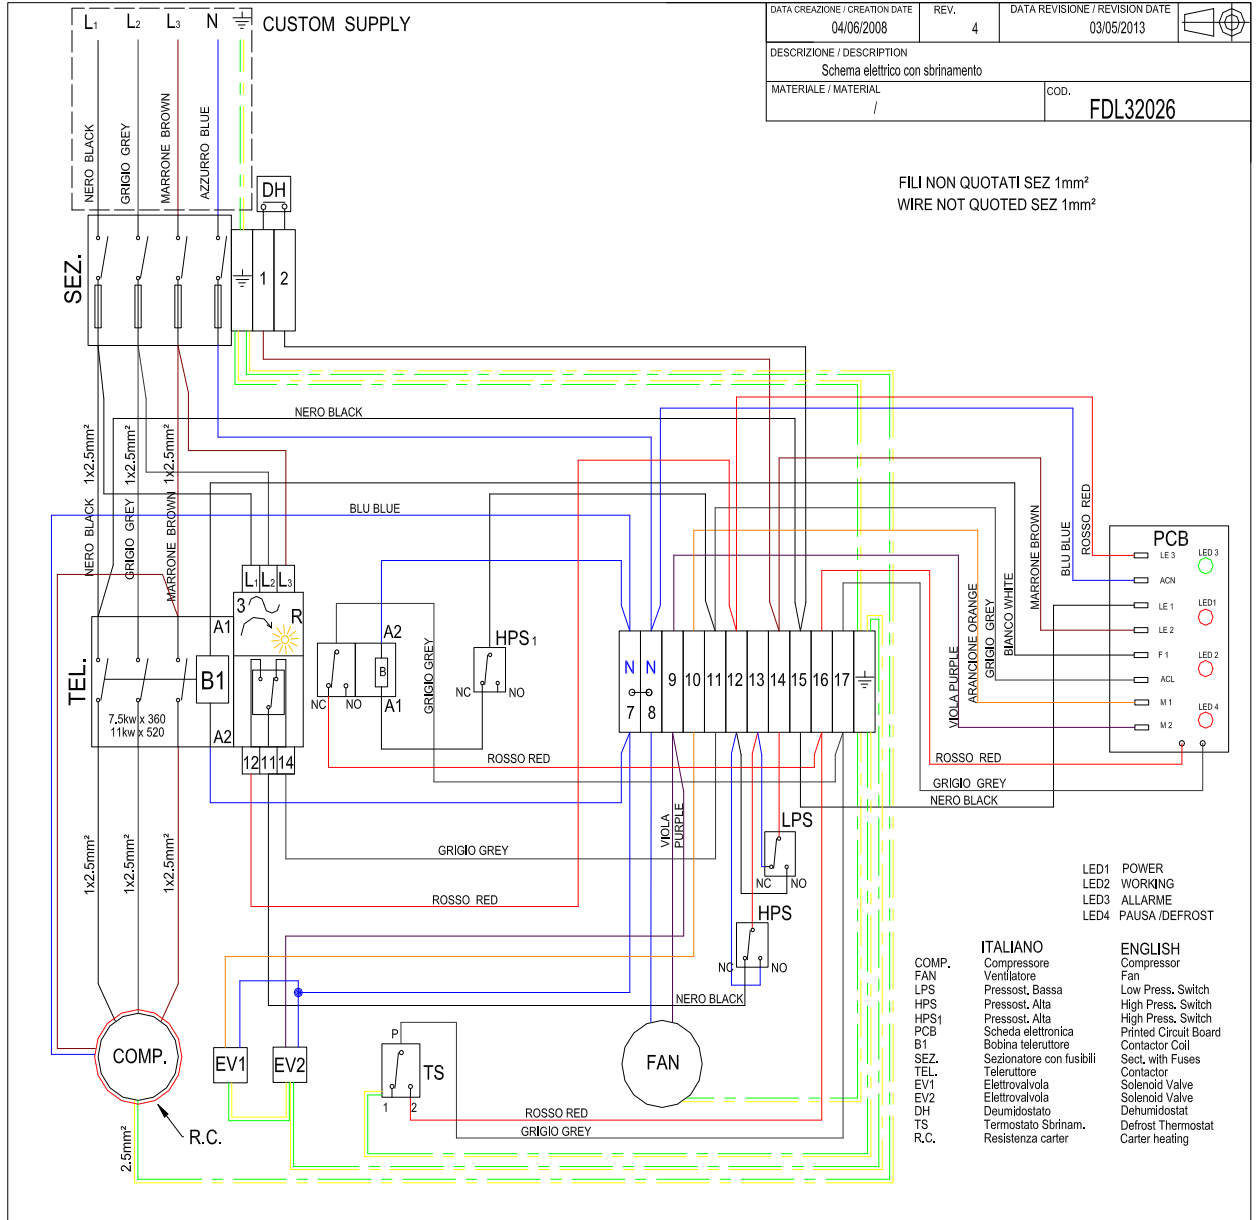 L1 L2 L3 N CUSTOM SUPPLY
DATA CREAZIONE / CREATION DATE
04/06/2008
REV.
4
DATA REVISIONE / REVISION DATE
03/05/2013
DESCRIZIONE / DESCRIPTION
Schema elettrico con sbrinamento
MATERIALE / MATERIAL
/
COD.
FDL32026
NERO BLACK
GRIGIO GREY
MARRONE BROWN
AZZURRO BLUE
FILI NON QUOTATI SEZ 1mm²
WIRE NOT QUOTED SEZ 1mm²
DH
SEZ.
1 2
NERO BLACK
NERO BLACK 1x2.5mm²
GRIGIO GREY 1x2.5mm²
MARRONE BROWN 1x2.5mm²
BLU BLUE
L1 L2 L3
3
R
A1
TEL.
B1
7.5kw x 360
11kw x 520
A2
12 11 14
A2
B
A1
NC NO
GRIGIO GREY
HPS1
NC NO
ROSSO RED
N N 9 10 11 12 13 14 15 16 17
7 8
VIOLA PURPLE
ARANCIONE ORANGE
GRIGIO GREY
BIANCO WHITE
MARRONE BROWN
BLU BLUE
ROSSO RED
PCB
LE 3 LED 3
ACN
LE 1 LED1
LE 2
F 1 LED 2
ACL
M 1 LED 4
M 2
ROSSO RED
GRIGIO GREY
NERO BLACK
VIOLA
PURPLE
LPS
NC NO
HPS
NC NO
GRIGIO GREY
ROSSO RED
NERO BLACK
1x2.5mm²
1x2.5mm²
1x2.5mm²
LED1 POWER
LED2 WORKING
LED3 ALLARME
LED4 PAUSA /DEFROST
COMP.
EV1
EV2
P
TS
1 2
FAN
R.C.
2.5mm²
ROSSO RED
GRIGIO GREY
ITALIANO ENGLISH
COMP. Compressore Compressor
FAN Ventilatore Fan
LPS Pressost. Bassa Low Press. Switch
HPS Pressost. Alta High Press. Switch
HPS1 Pressost. Alta High Press. Switch
PCB Scheda elettronica Printed Circuit Board
B1 Bobina teleruttore Contactor Coil
SEZ. Sezionatore con fusibili Sect. with Fuses
TEL. Teleruttore Contactor
EV1 Elettrovalvola Solenoid Valve
EV2 Elettrovalvola Solenoid Valve
DH Deumidostato Dehumidostat
TS Termostato Sbrinam. Defrost Thermostat
R.C. Resistenza carter Carter heating